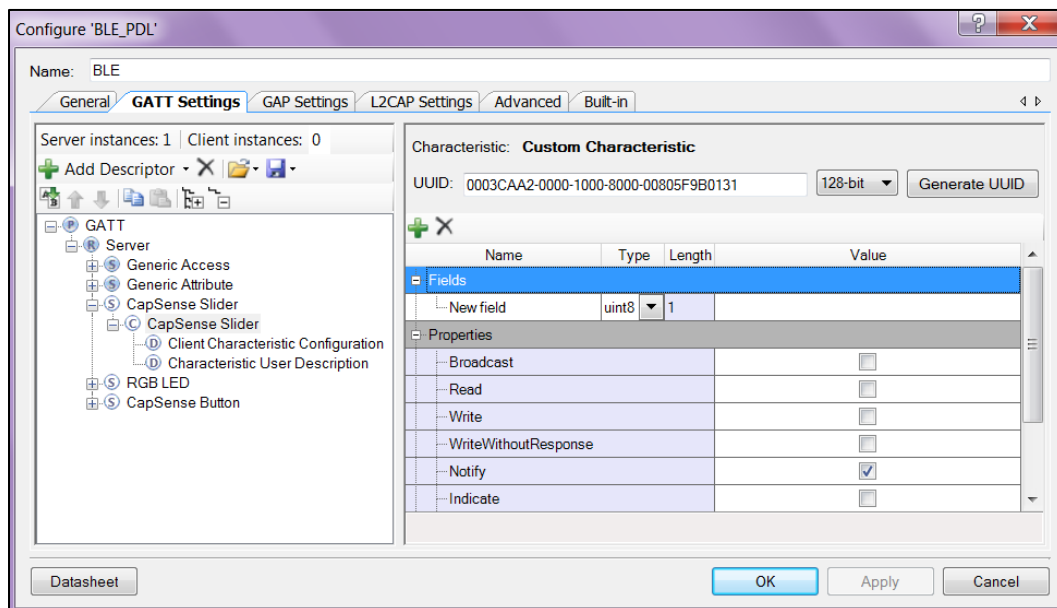 Configure 'BLE_PDL'
Name: BLE
General GATT Settings GAP Settings L2CAP Settings Advanced Built-in
Server instances: 1 Client instances: 0
Add Descriptor
GATT
Server
Generic Access
Generic Attribute
CapSense Slider
CapSense Slider
Client Characteristic Configuration
Characteristic User Description
RGB LED
CapSense Button
Characteristic: Custom Characteristic
UUID: 0003CAA2-0000-1000-8000-00805F9B0131 128-bit Generate UUID
Name Type Length Value
Fields
New field uint8 1
Properties
Broadcast
Read
Write
WriteWithoutResponse
Notify
Indicate
Datasheet OK Apply Cancel